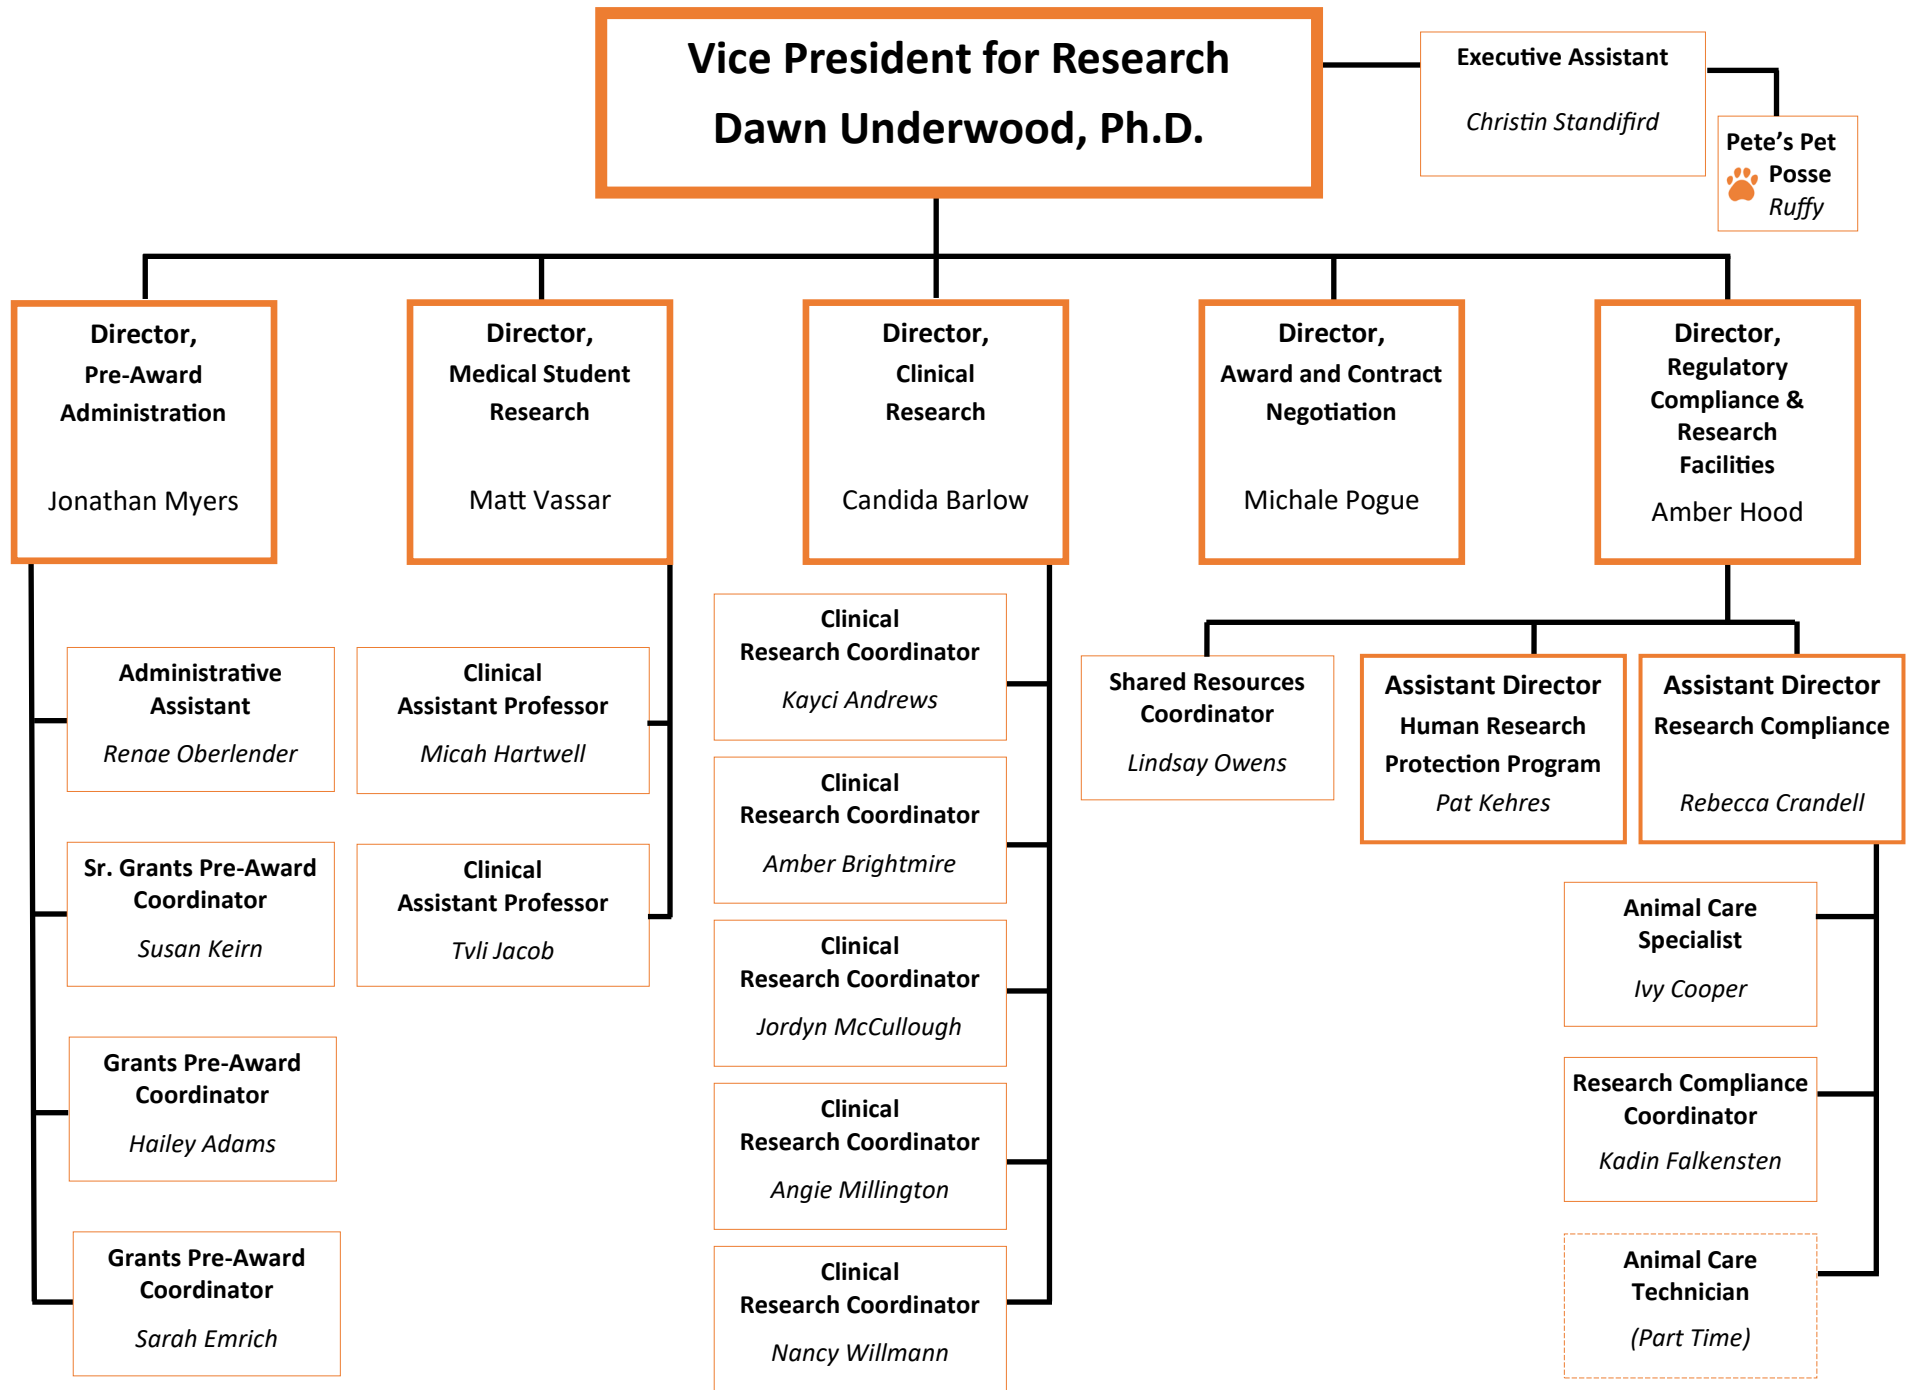 Vice President for Research
Dawn Underwood, Ph.D.
Executive Assistant
Christin Standifird
Pete's Pet
Posse
Ruffy
Director,
Pre-Award
Administration
Jonathan Myers
Director,
Medical Student
Research
Matt Vassar
Director,
Clinical
Research
Candida Barlow
Director,
Award and Contract
Negotiation
Michale Pogue
Director,
Regulatory
Compliance &
Research
Facilities
Amber Hood
Administrative
Assistant
Renae Oberlender
Sr. Grants Pre-Award
Coordinator
Susan Keirn
Grants Pre-Award
Coordinator
Hailey Adams
Grants Pre-Award
Coordinator
Sarah Emrich
Clinical
Assistant Professor
Micah Hartwell
Clinical
Assistant Professor
Tvli Jacob
Clinical
Research Coordinator
Kayci Andrews
Clinical
Research Coordinator
Amber Brightmire
Clinical
Research Coordinator
Jordyn McCullough
Clinical
Research Coordinator
Angie Millington
Clinical
Research Coordinator
Nancy Willmann
Shared Resources
Coordinator
Lindsay Owens
Assistant Director
Human Research
Protection Program
Pat Kehres
Assistant Director
Research Compliance
Rebecca Crandell
Animal Care
Specialist
Ivy Cooper
Research Compliance
Coordinator
Kadin Falkensten
Animal Care
Technician
(Part Time)